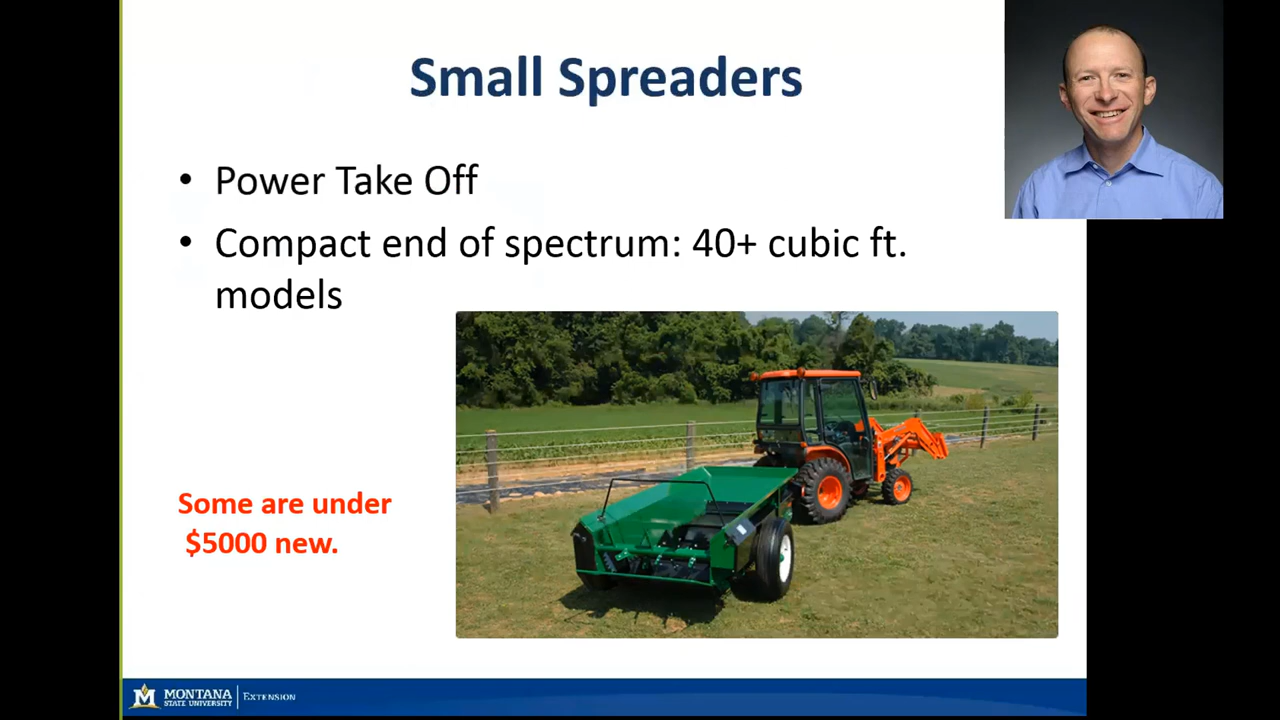 Small Spreaders
• Power Take Off
• Compact end of spectrum: 40+ cubic ft.
models
Some are under
$5000 new.
MONTANA
STATE UNIVERSITY
EXTENSION